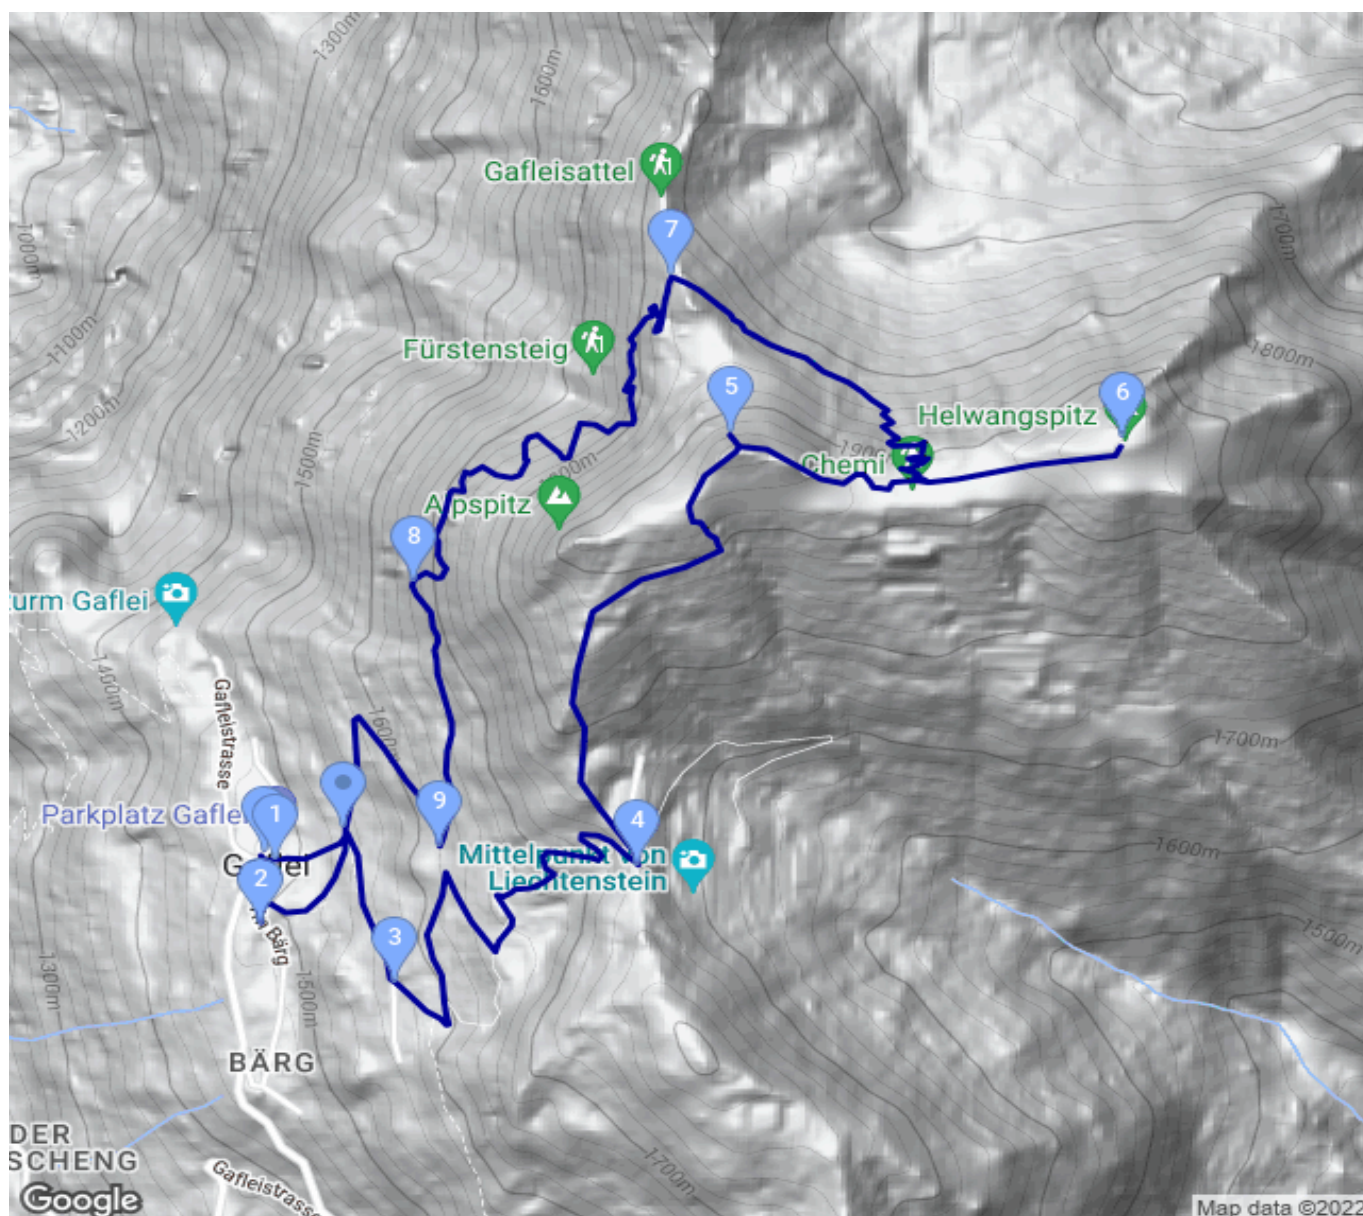 1300m
1600m
Gafleisattel
1000m
7
1700m
Fürstensteig
1100m
1800m
5
6
1200m
Helwangspitz
1500m
1900m
Chemi
Alpspitz
8
urm Gaflei
1400m
Gafleistrasse
1600m
1700m
Parkplatz Gaflei
1
9
4
Mittelpunkt von
Liechtenstein
1600m
2
Bärg
3
1300m
1500m
1500m
BÄRG
DER
SCHENG
Gafleistrasse
1700m
Google
Map data ©2022